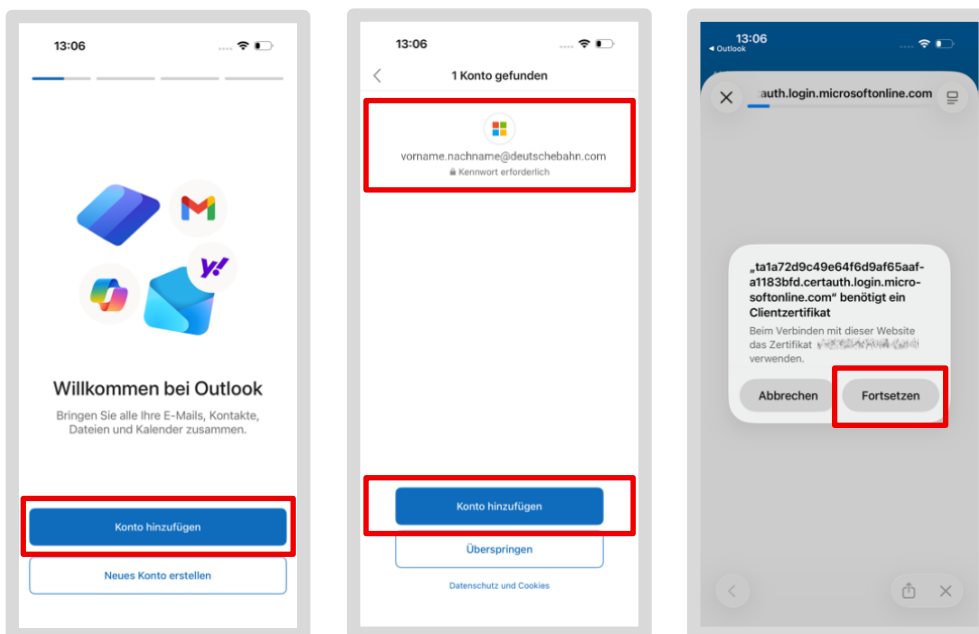 13:06
Willkommen bei Outlook
Bringen Sie alle Ihre E-Mails, Kontakte,
Dateien und Kalender zusammen.
Konto hinzufügen
Neues Konto erstellen
13:06
1 Konto gefunden
vorname.nachname@deutschebahn.com
Kennwort erforderlich
Konto hinzufügen
Überspringen
Datenschutz und Cookies
13:06
Outlook
auth.login.microsoftonline.com
„ta1a72d9c49e64f6d9af65aaf-
a1183bfd.certauth.login.micro-
softonline.com“ benötigt ein
Clientzertifikat
Beim Verbinden mit dieser Website
das Zertifikat
verwenden.
Abbrechen
Fortsetzen